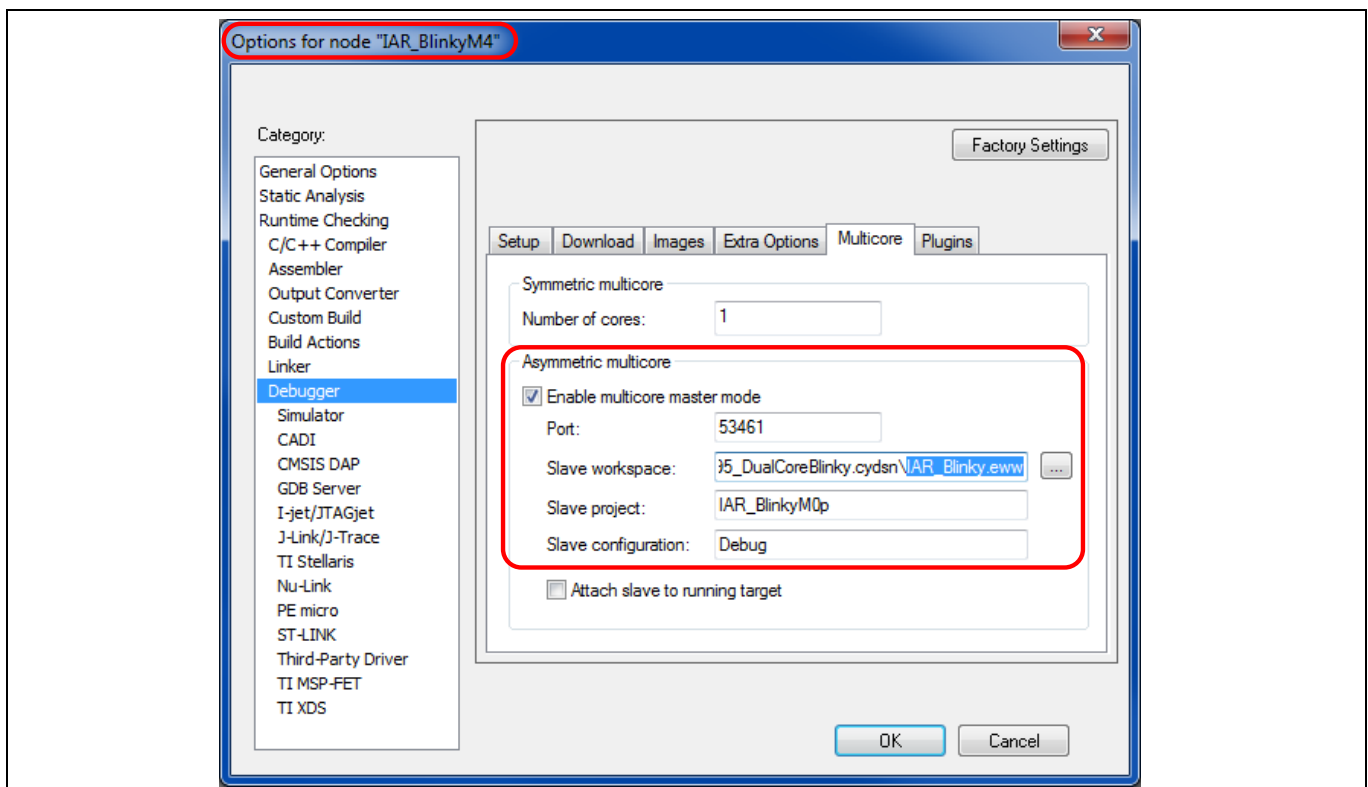 Options for node "IAR_BlinkyM4"
Category:
Factory Settings
General Options
Static Analysis
Runtime Checking
C/C++ Compiler
Assembler
Output Converter
Custom Build
Build Actions
Linker
Debugger
Simulator
CADI
CMSIS DAP
GDB Server
I-jet/JTAGjet
J-Link/J-Trace
TI Stellaris
Nu-Link
PE micro
ST-LINK
Third-Party Driver
TI MSP-FET
TI XDS
Setup Download Images Extra Options Multicore Plugins
Symmetric multicore
Number of cores: 1
Asymmetric multicore
Enable multicore master mode
Port: 53461
Slave workspace: 95_DualCoreBlinky.cydsn\IAR_Blinky.eww ...
Slave project: IAR_BlinkyM0p
Slave configuration: Debug
Attach slave to running target
OK Cancel